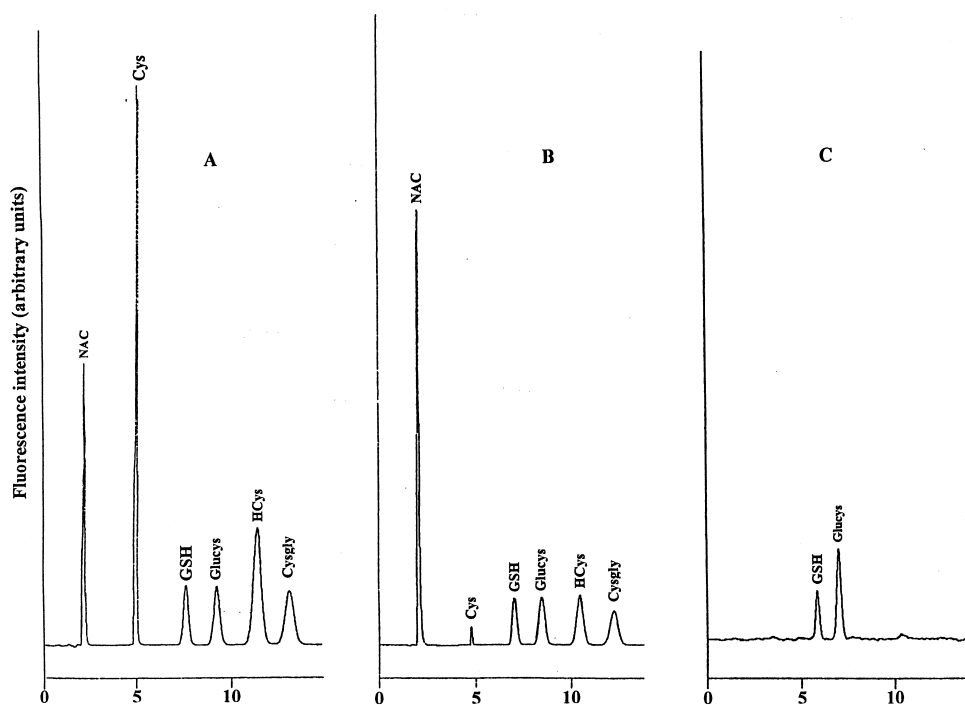 Fluorescence intensity (arbitrary units)
A
NAC
Cys
GSH
Glucys
HCys
Cysgly
0 5 10
B
NAC
Cys
GSH
Glucys
HCys
Cysgly
0 5 10
C
GSH
Glucys
0 5 10